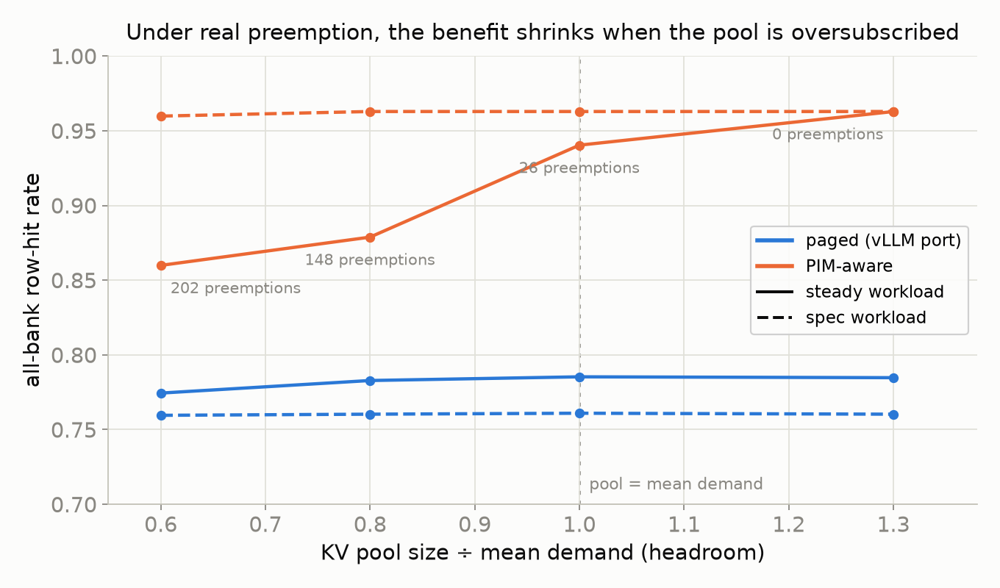 Under real preemption, the benefit shrinks when the pool is oversubscribed
all-bank row-hit rate
1.00
0.95
0.90
0.85
0.80
0.75
0.70
0 preemptions
26 preemptions
148 preemptions
202 preemptions
paged (vLLM port)
PIM-aware
steady workload
spec workload
pool = mean demand
0.6 0.7 0.8 0.9 1.0 1.1 1.2 1.3
KV pool size ÷ mean demand (headroom)